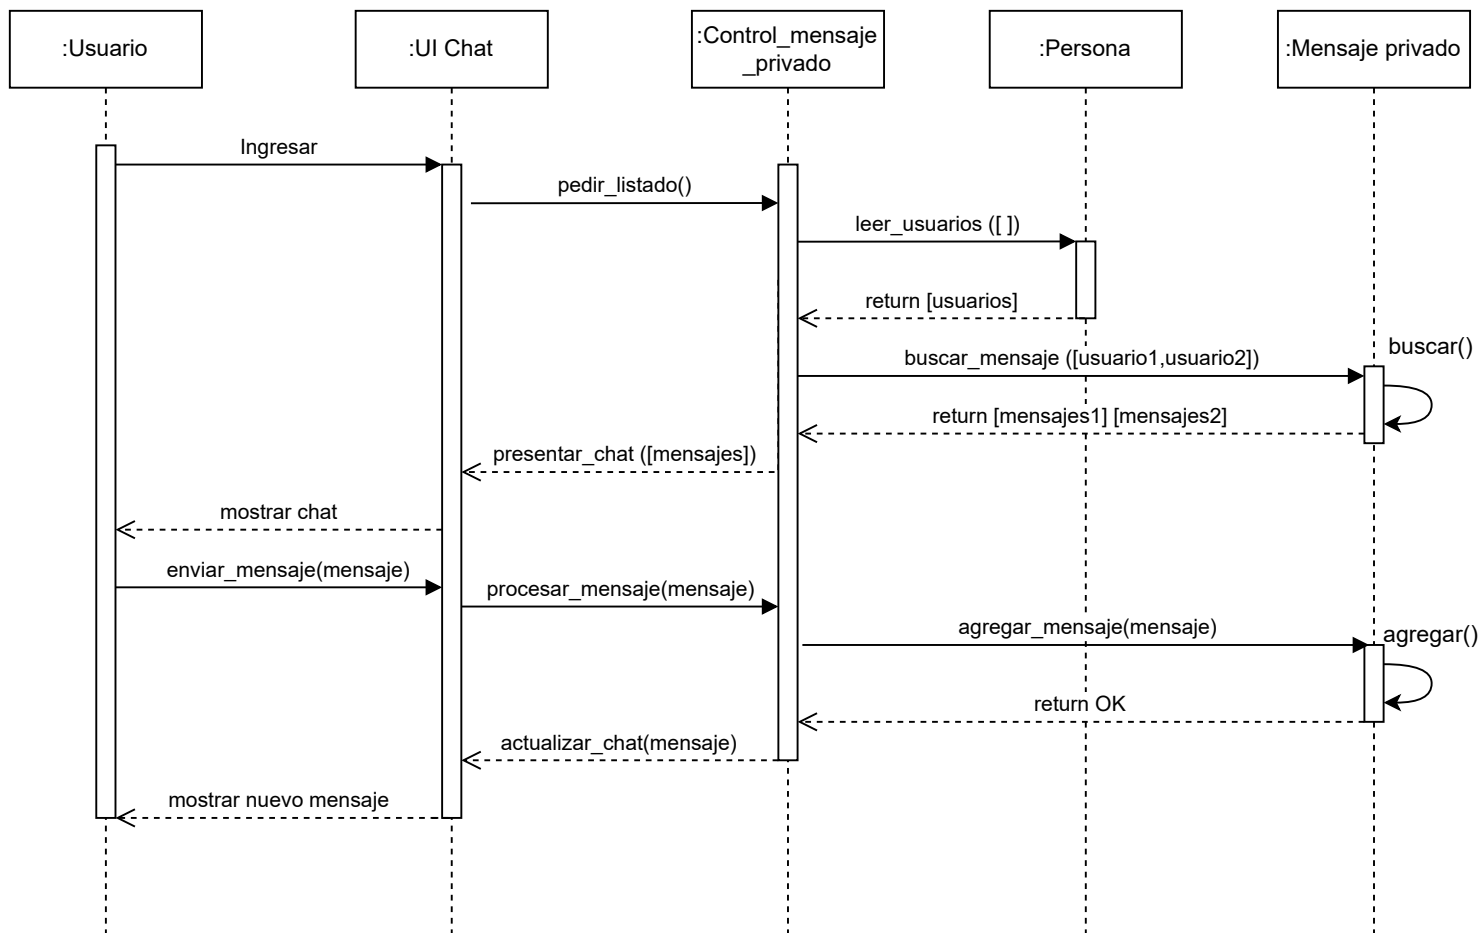 :Usuario
:UI Chat
:Control_mensaje
_privado
:Persona
:Mensaje privado
Ingresar
pedir_listado()
leer_usuarios ([ ])
return [usuarios]
buscar()
buscar_mensaje ([usuario1,usuario2])
return [mensajes1] [mensajes2]
presentar_chat ([mensajes])
mostrar chat
enviar_mensaje(mensaje)
procesar_mensaje(mensaje)
agregar_mensaje(mensaje)
agregar()
return OK
actualizar_chat(mensaje)
mostrar nuevo mensaje